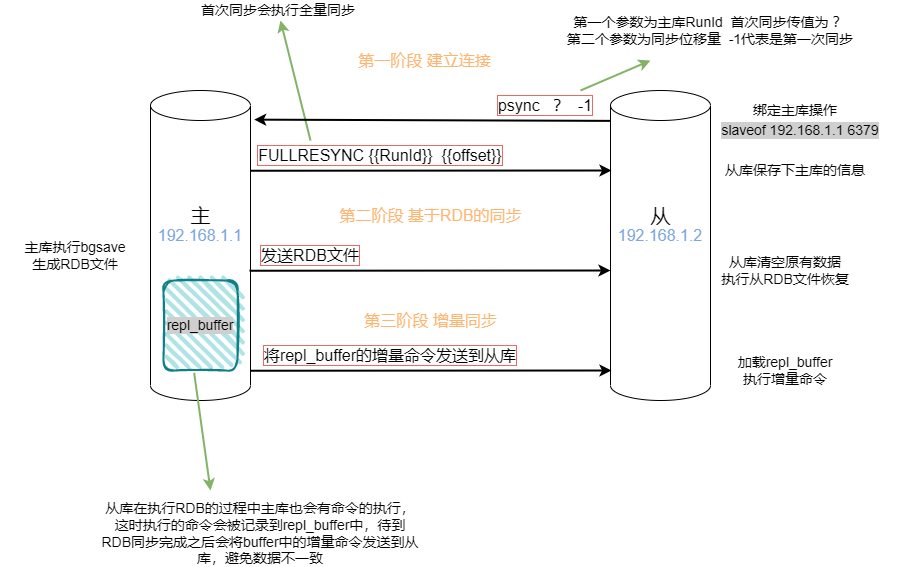 首次同步会执行全量同步
第一个参数为主库RunId 首次同步传值为 ?
第二个参数为同步位移量 -1代表是第一次同步
第一阶段 建立连接
psync ? -1
绑定主库操作
slaveof 192.168.1.1 6379
FULLRESYNC {{RunId}} {{offset}}
从库保存下主库的信息
主
192.168.1.1
第二阶段 基于RDB的同步
从
192.168.1.2
主库执行bgsave
生成RDB文件
发送RDB文件
从库清空原有数据
执行从RDB文件恢复
repl_buffer
第三阶段 增量同步
将repl_buffer的增量命令发送到从库
加载repl_buffer
执行增量命令
从库在执行RDB的过程中主库也会有命令的执行，
这时执行的命令会被记录到repl_buffer中，待到
RDB同步完成之后会将buffer中的增量命令发送到从
库，避免数据不一致